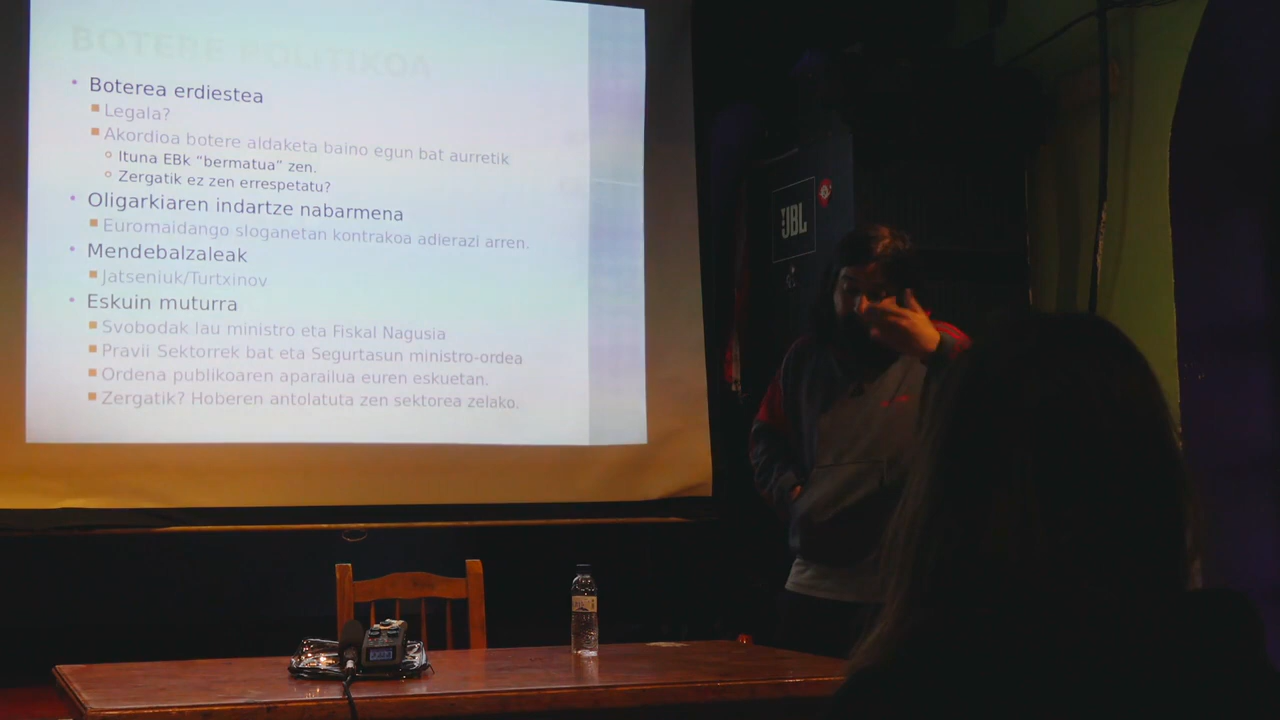 BOTERE POLITIKOA
• Boterea erdiestea
Legala?
Akordioa botere aldaketa baino egun bat aurretik
Ituna EBk “bermatua” zen.
Zergatik ez zen errespetatu?
• Oligarkiaren indartze nabarmena
Euromaidango sloganetan kontrakoa adierazi arren.
• Mendebalzaleak
Jatseniuk/Turtxinov
• Eskuin muturra
Svobodak lau ministro eta Fiskal Nagusia
Pravii Sektorrek bat eta Segurtasun ministro-ordea
Ordena publikoaren aparailua euren eskuetan.
Zergatik? Hoberen antolatuta zen sektorea zelako.
JBL